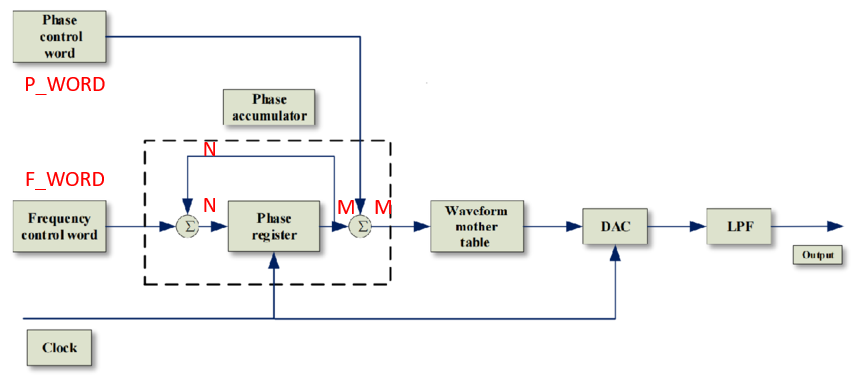 Phase
control
word
P_WORD
Phase
accumulator
N
F_WORD
N
M
M
Frequency
control word
Σ
Phase
register
Σ
Waveform
mother
table
DAC
LPF
Output
Clock